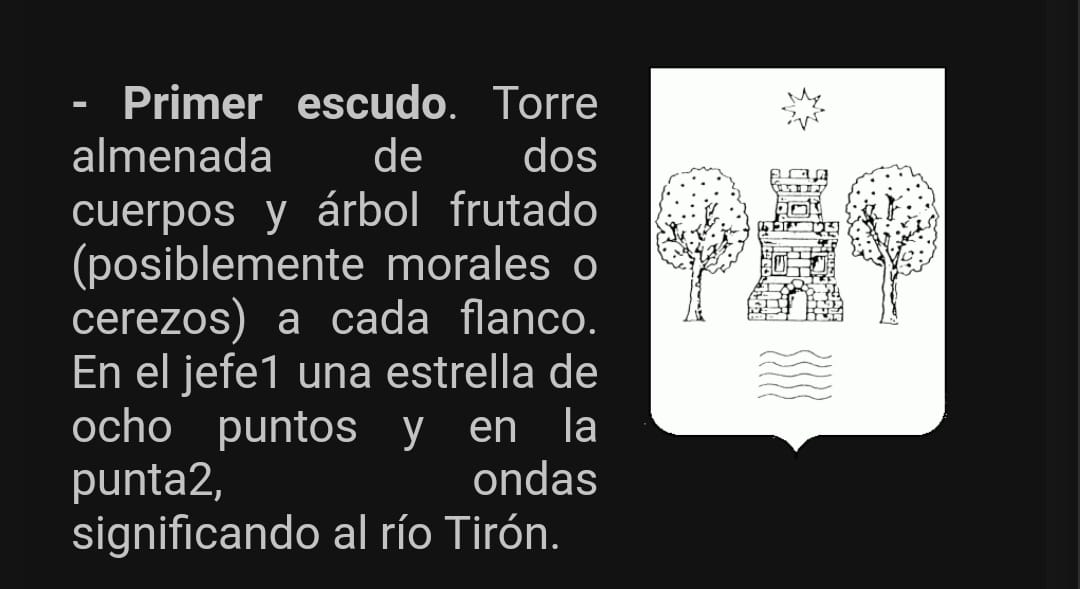 - Primer escudo. Torre
almenada de dos
cuerpos y árbol frutado
(posiblemente morales o
cerezos) a cada flanco.
En el jefe1 una estrella de
ocho puntos y en la
punta2, ondas
significando al río Tirón.